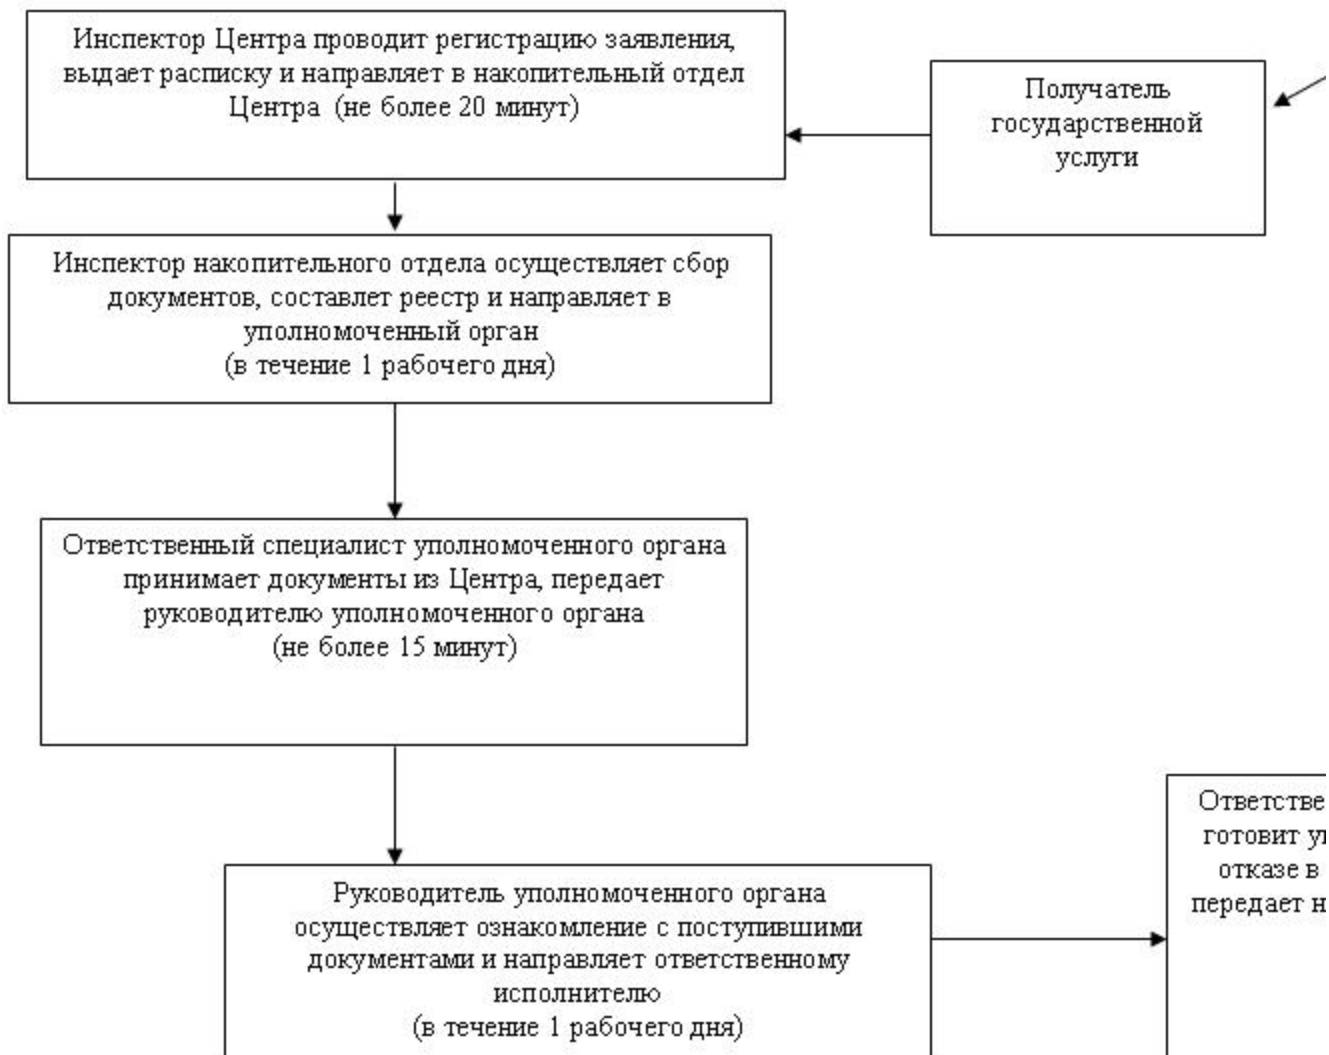 Инспектор Центра проводит регистрацию заявления,
выдает расписку и направляет в накопительный отдел
Центра (не более 20 минут)
Получатель
государственной
услуги
Инспектор накопительного отдела осуществляет сбор
документов, составлет реестр и направляет в
уполномоченный орган
(в течение 1 рабочего дня)
Ответственный специалист уполномоченного органа
принимает документы из Центра, передает
руководителю уполномоченного органа
(не более 15 минут)
Руководитель уполномоченного органа
осуществляет ознакомление с поступившими
документами и направляет ответственному
исполнителю
(в течение 1 рабочего дня)
готовит
отказе в
передает